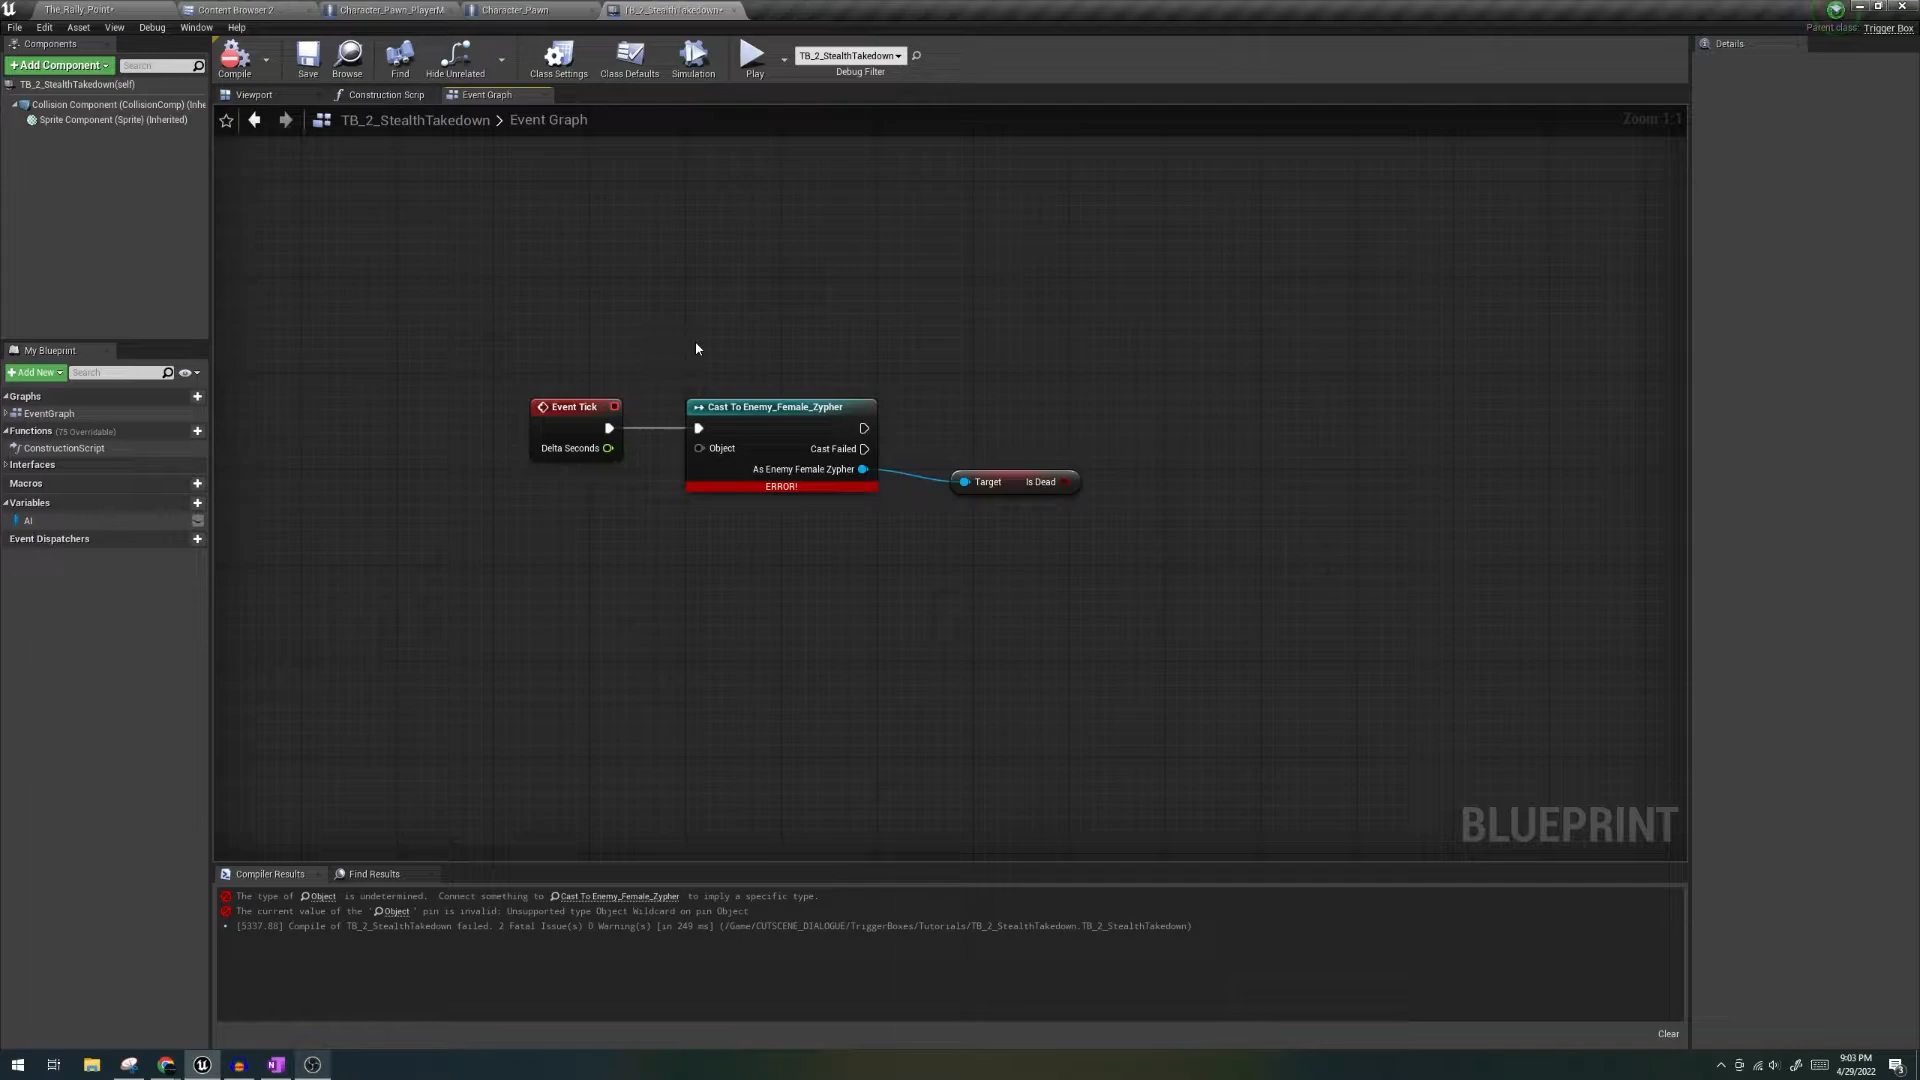 The_Rally_Point*
Content Browser 2
Character_Pawn_PlayerM
Character_Pawn
TB_2_StealthTakedown*
File
Edit
Asset
View
Debug
Window
Help
Parent class: Trigger Box
Components
+Add Component
Search
TB_2_StealthTakedown(self)
Collision Component (CollisionComp) (Inhe
Sprite Component (Sprite) (Inherited)
Compile
Save
Browse
Find
Hide Unrelated
Class Settings
Class Defaults
Simulation
Play
TB_2_StealthTakedown
Debug Filter
Details
Viewport
Construction Scrip
Event Graph
TB_2_StealthTakedown > Event Graph
Zoom 1:1
My Blueprint
+Add New
Search
Graphs
EventGraph
Functions (75 Overridable)
ConstructionScript
Interfaces
Macros
Variables
AI
Event Dispatchers
Event Tick
Delta Seconds
Cast To Enemy_Female_Zypher
Object
Cast Failed
As Enemy Female Zypher
ERROR!
Target
Is Dead
BLUEPRINT
Compiler Results
Find Results
The type of Object is undetermined. Connect something to Cast To Enemy_Female_Zypher to imply a specific type.
The current value of the 'Object' pin is invalid: Unsupported type Object Wildcard on pin Object
[5337.88] Compile of TB_2_StealthTakedown failed. 2 Fatal Issue(s) 0 Warning(s) [in 249 ms] (/Game/CUTSCENE_DIALOGUE/TriggerBoxes/Tutorials/TB_2_StealthTakedown.TB_2_StealthTakedown)
Clear
9:03 PM
4/29/2022
3